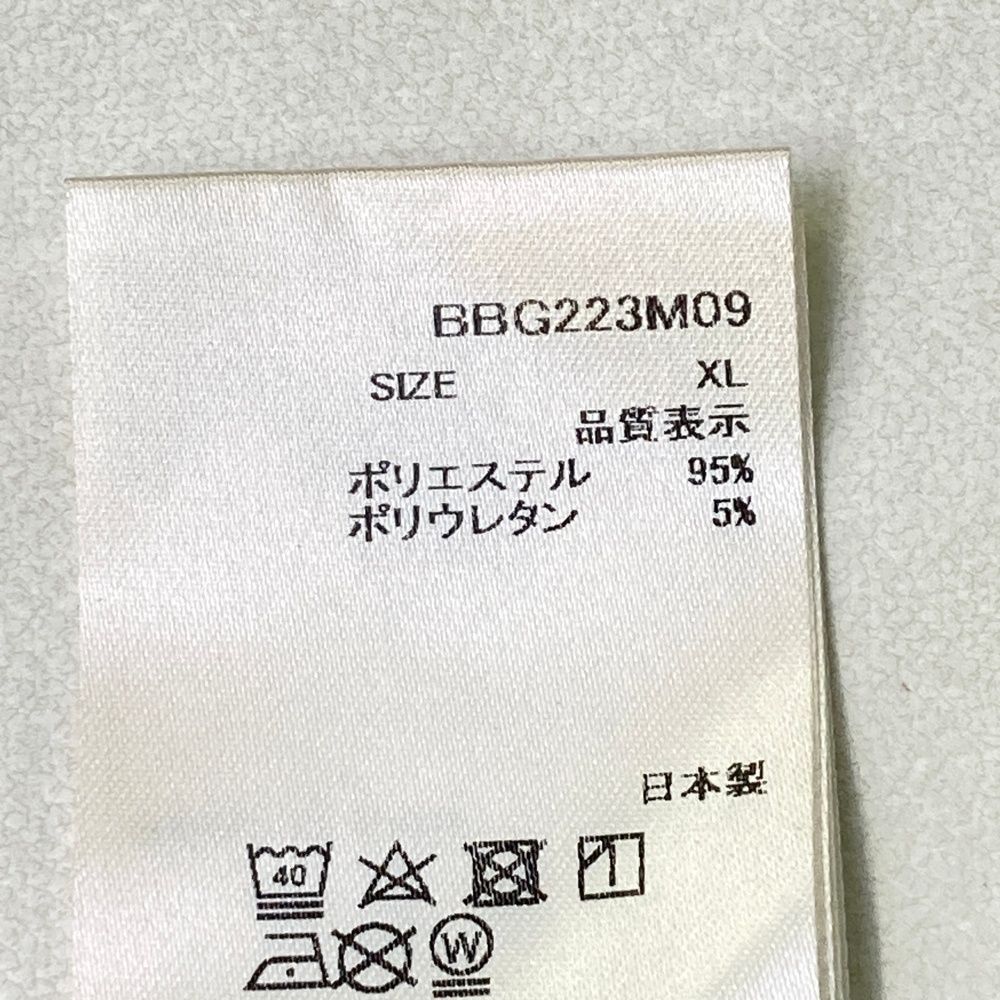 BBG223M09
SIZE XL
品質表示
ポリエステル 95%
ポリウレタン 5%
日本製
40
W